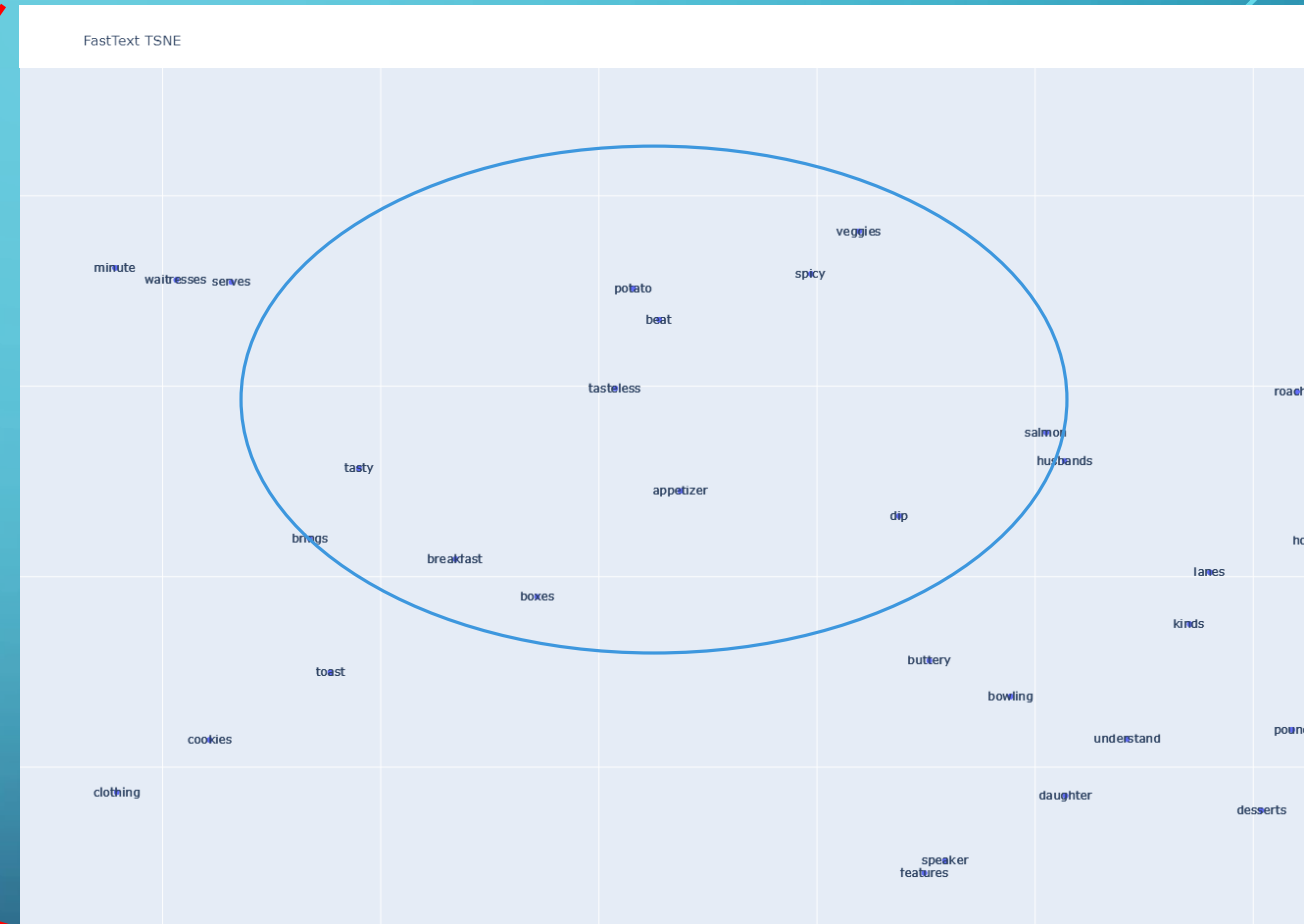 FastText TSNE
veggies
minute
spicy
waitresses
serves
potato
tasteless
salmon
husbands
tasty
appetizer
dip
brings
breakfast
lanes
boxes
kinds
buttery
toast
bowling
understand
cookies
clothing
daughter
desserts
speaker
features